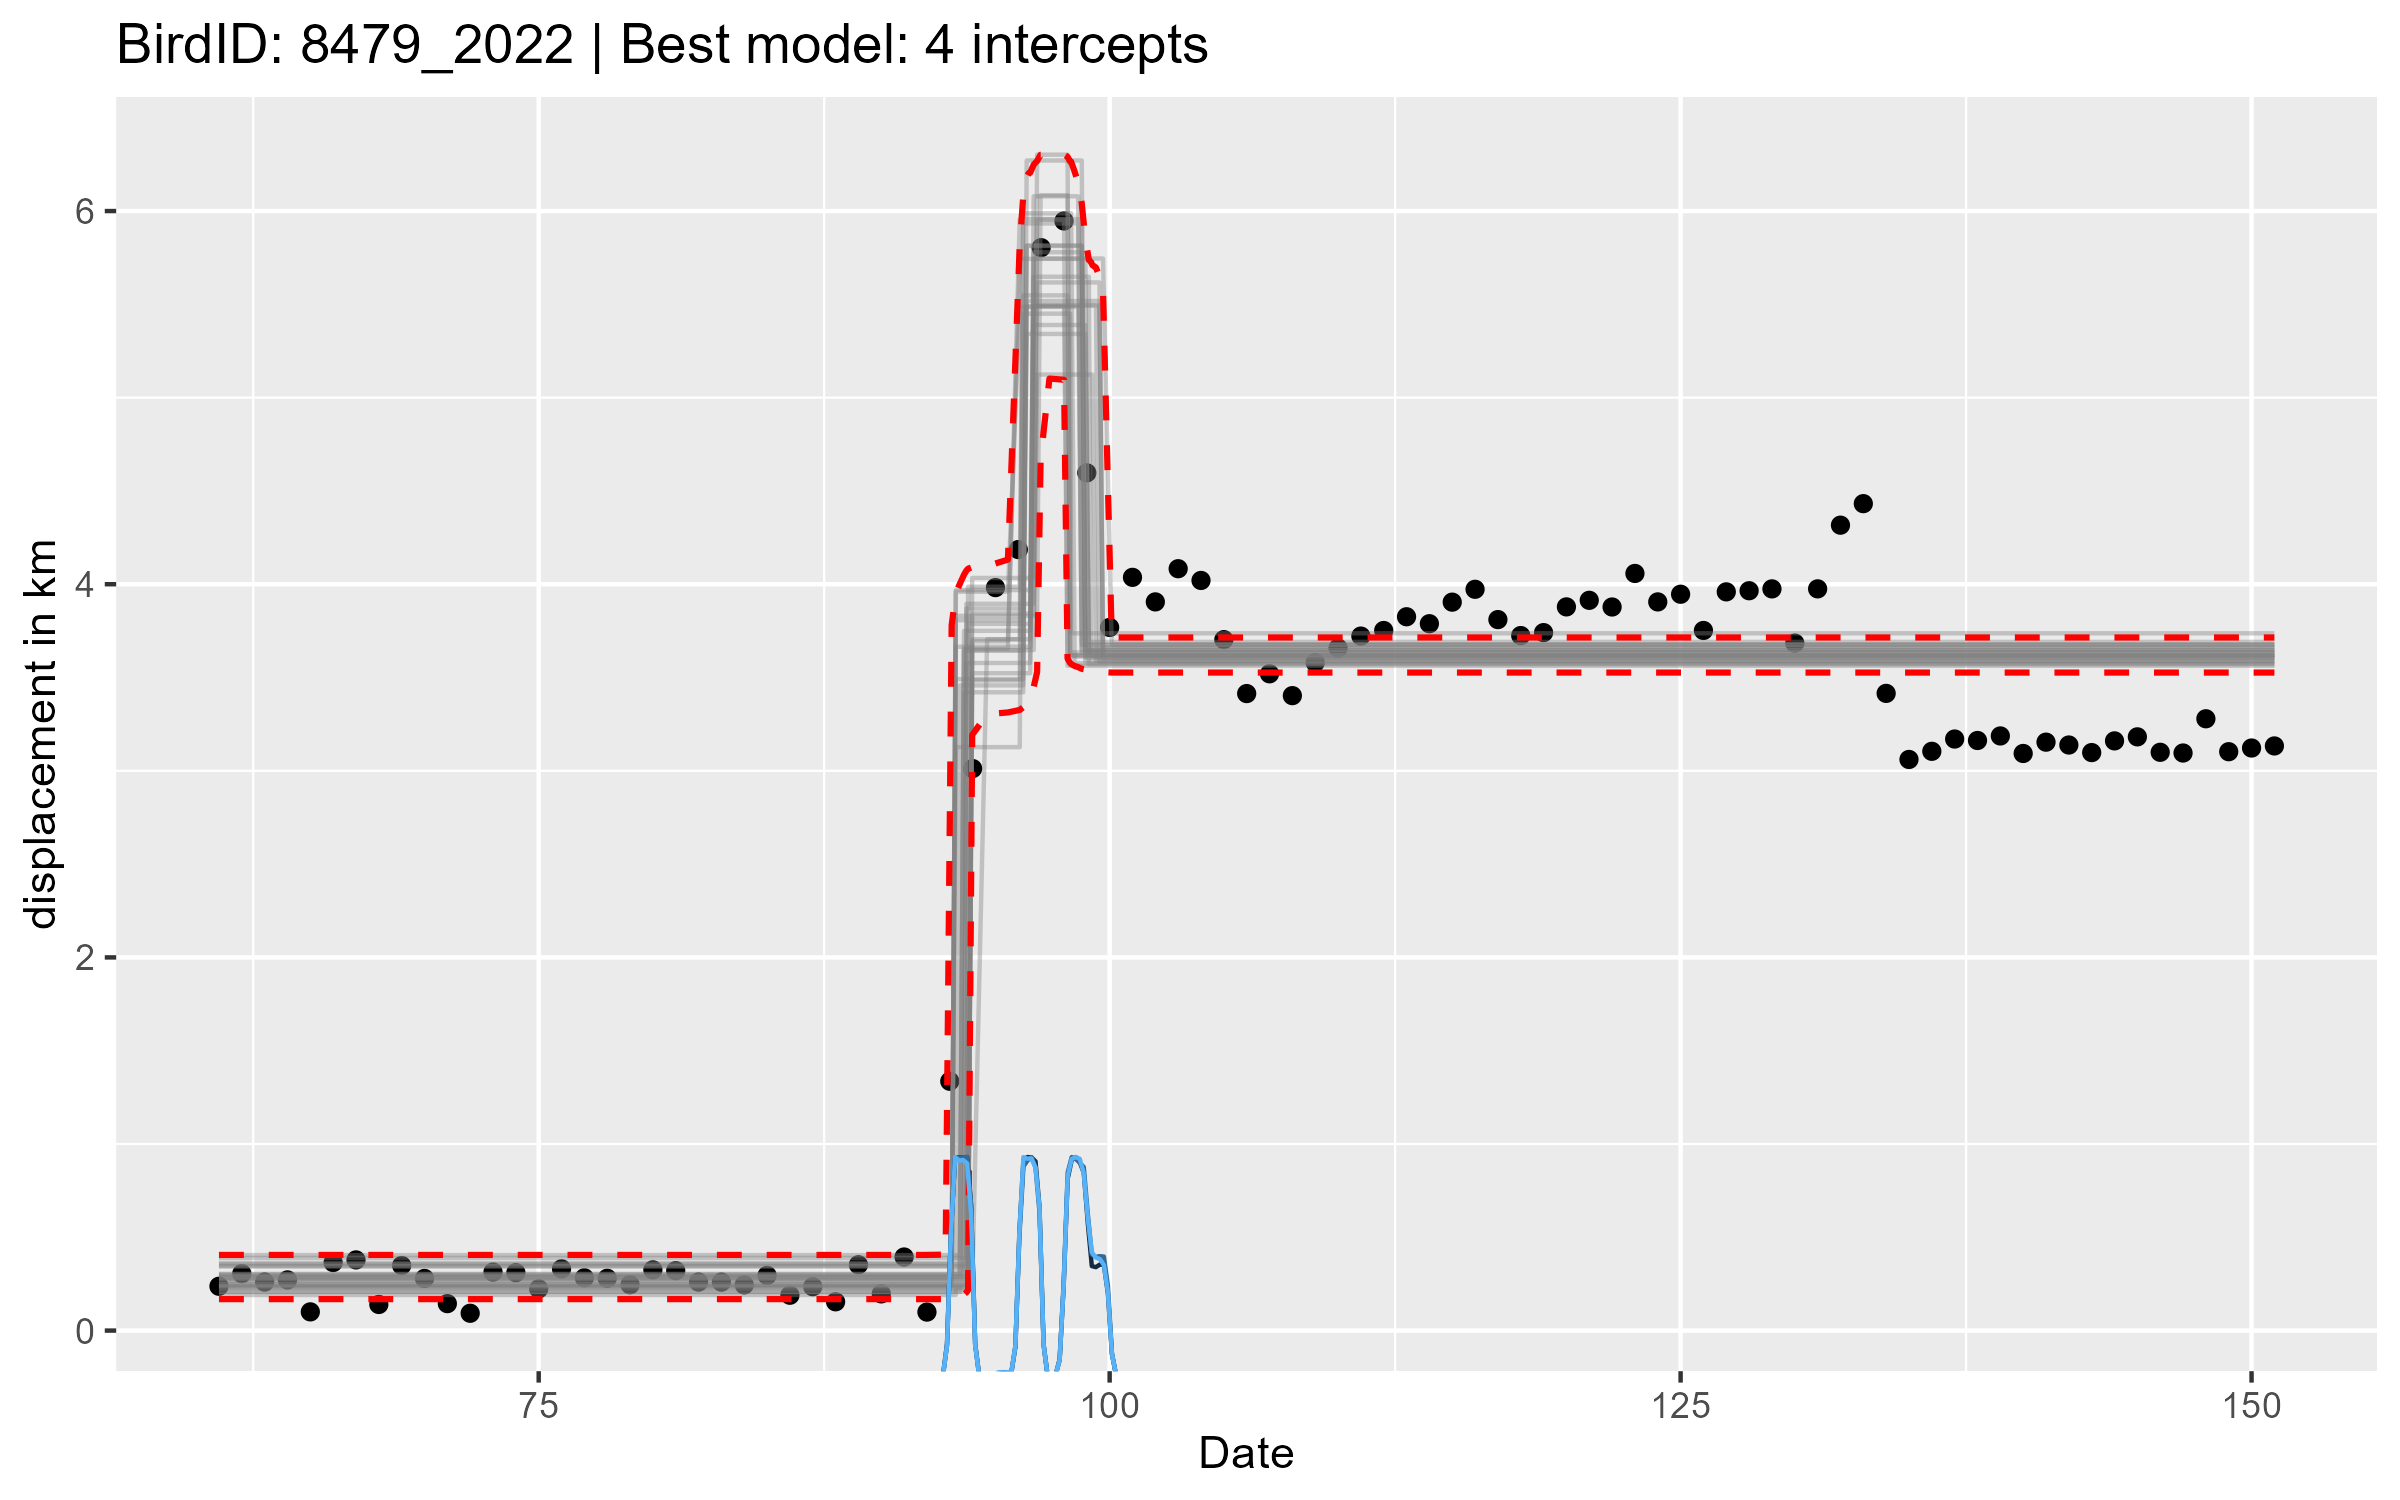 BirdID: 8479_2022 | Best model: 4 intercepts
displacement in km
6
4
2
0
75 100 125 150
Date